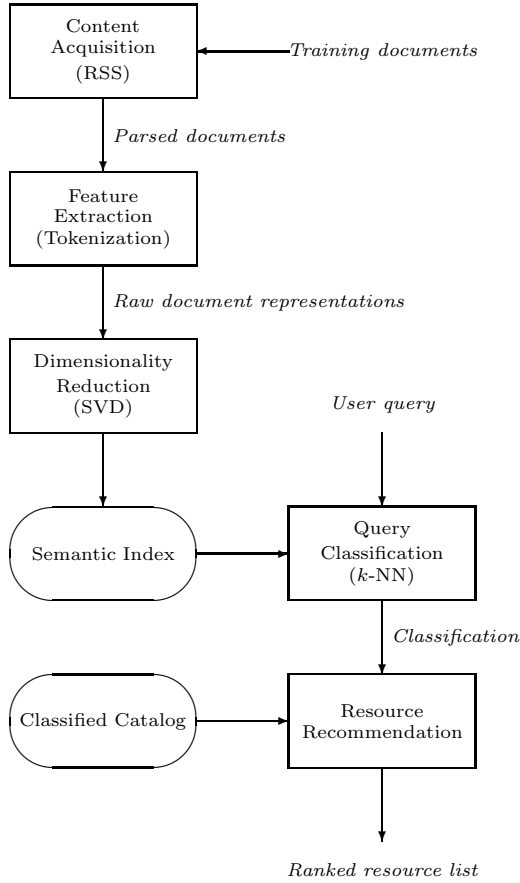 Content
Acquisition
(RSS)
Training documents
Parsed documents
Feature
Extraction
(Tokenization)
Raw document representations
Dimensionality
Reduction
(SVD)
User query
Semantic Index
Query
Classification
(k-NN)
Classification
Classified Catalog
Resource
Recommendation
Ranked resource list